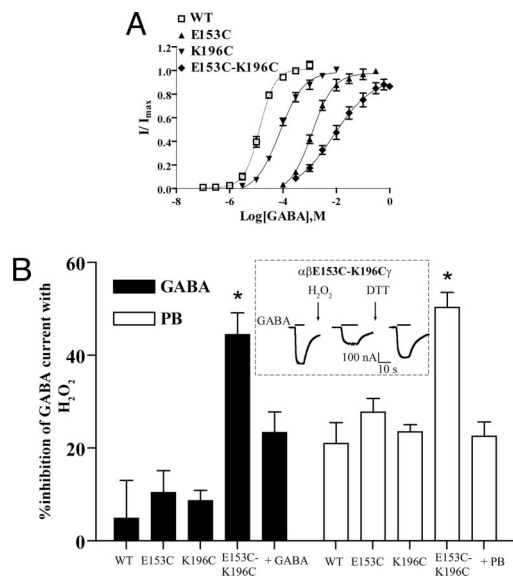 A
WT
E153C
K196C
E153C-K196C
I/ Imax
1.2
1.0
0.8
0.6
0.4
0.2
0.0
-8 -6 -4 -2 0
Log[GABA],M
B
%inhibition of GABA current with
H2O2
60
40
20
0
GABA
PB
*
*
αβE153C-K196Cγ
H2O2 DTT
GABA
100 nA
10 s
WT E153C K196C E153C- + GABA WT E153C K196C E153C- + PB
K196C K196C